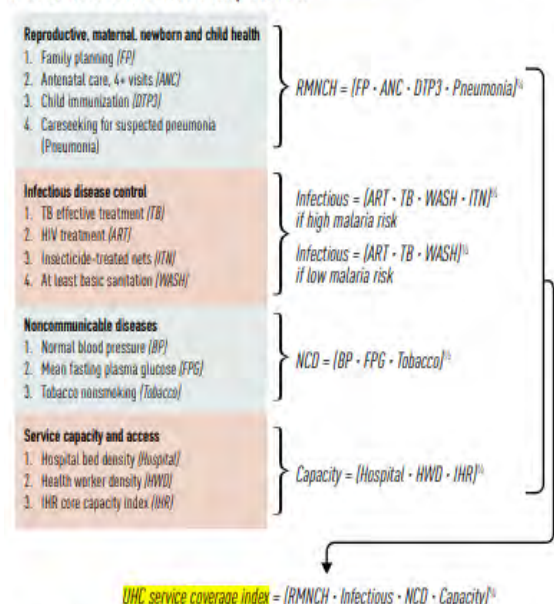 Reproductive, maternal, newborn and child health
1. Family planning (FP)
2. Antenatal care, 4+ visits (ANC)
3. Child immunization (DTP3)
4. Careseeking for suspected pneumonia
(Pneumonia)
RMNCH = (FP · ANC · DTP3 · Pneumonia)¼
Infectious disease control
1. TB effective treatment (TB)
2. HIV treatment (ART)
3. Insecticide-treated nets (ITN)
4. At least basic sanitation (WASH)
Infectious = (ART · TB · WASH · ITN)¼
if high malaria risk
Infectious = (ART · TB · WASH)⅓
if low malaria risk
Noncommunicable diseases
1. Normal blood pressure (BP)
2. Mean fasting plasma glucose (FPG)
3. Tobacco nonsmoking (Tobacco)
NCD = (BP · FPG · Tobacco)⅓
Service capacity and access
1. Hospital bed density (Hospital)
2. Health worker density (HWD)
3. IHR core capacity index (IHR)
Capacity = (Hospital · HWD · IHR)
UHC service coverage index = (RMNCH · Infectious · NCD · Capacity)¼